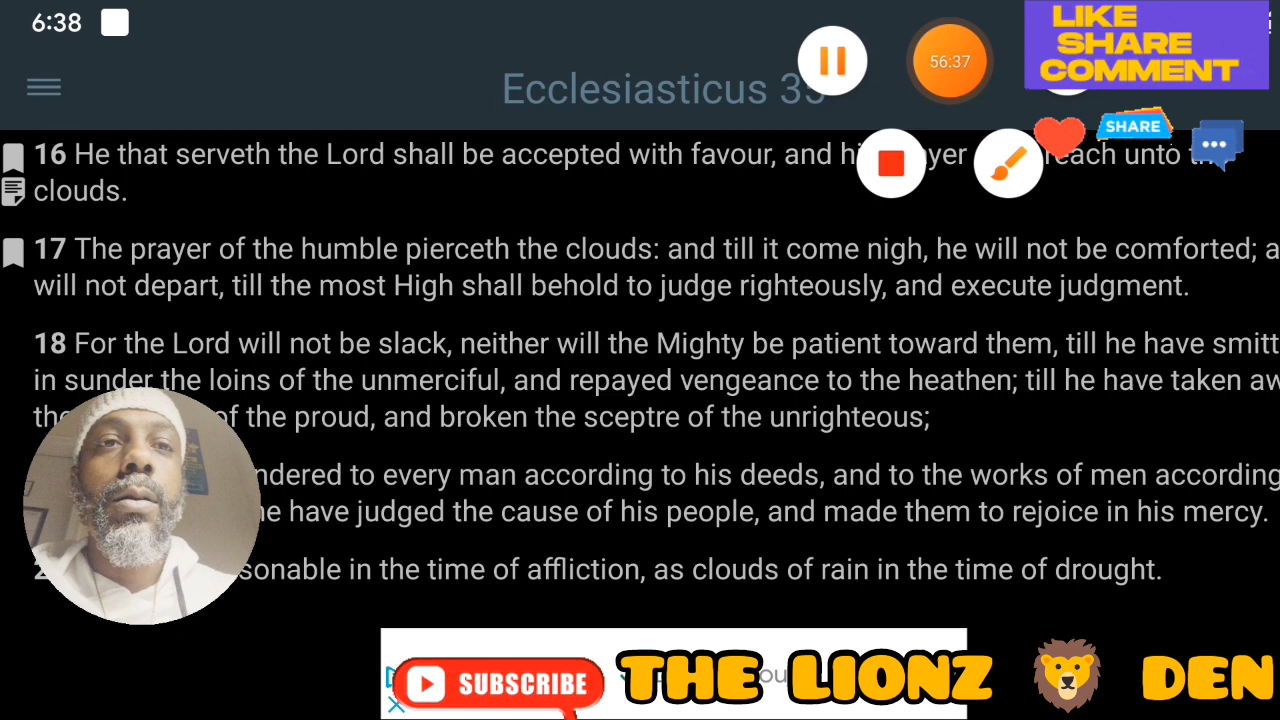 6:38
56:37
LIKE
SHARE
COMMENT
Ecclesiasticus 35
SHARE
16 He that serveth the Lord shall be accepted with favour, and reach unto
clouds.
17 The prayer of the humble pierceth the clouds: and till it come nigh, he will not be comforted;
will not depart, till the most High shall behold to judge righteously, and execute judgment.
18 For the Lord will not be slack, neither will the Mighty be patient toward them, till he have smitt
in sunder the loins of the unmerciful, and repayed vengeance to the heathen; till he have taken aw
of the proud, and broken the sceptre of the unrighteous;
ndered to every man according to his deeds, and to the works of men according
he have judged the cause of his people, and made them to rejoice in his mercy.
sonable in the time of affliction, as clouds of rain in the time of drought.
SUBSCRIBE
THE LIONZ DEN